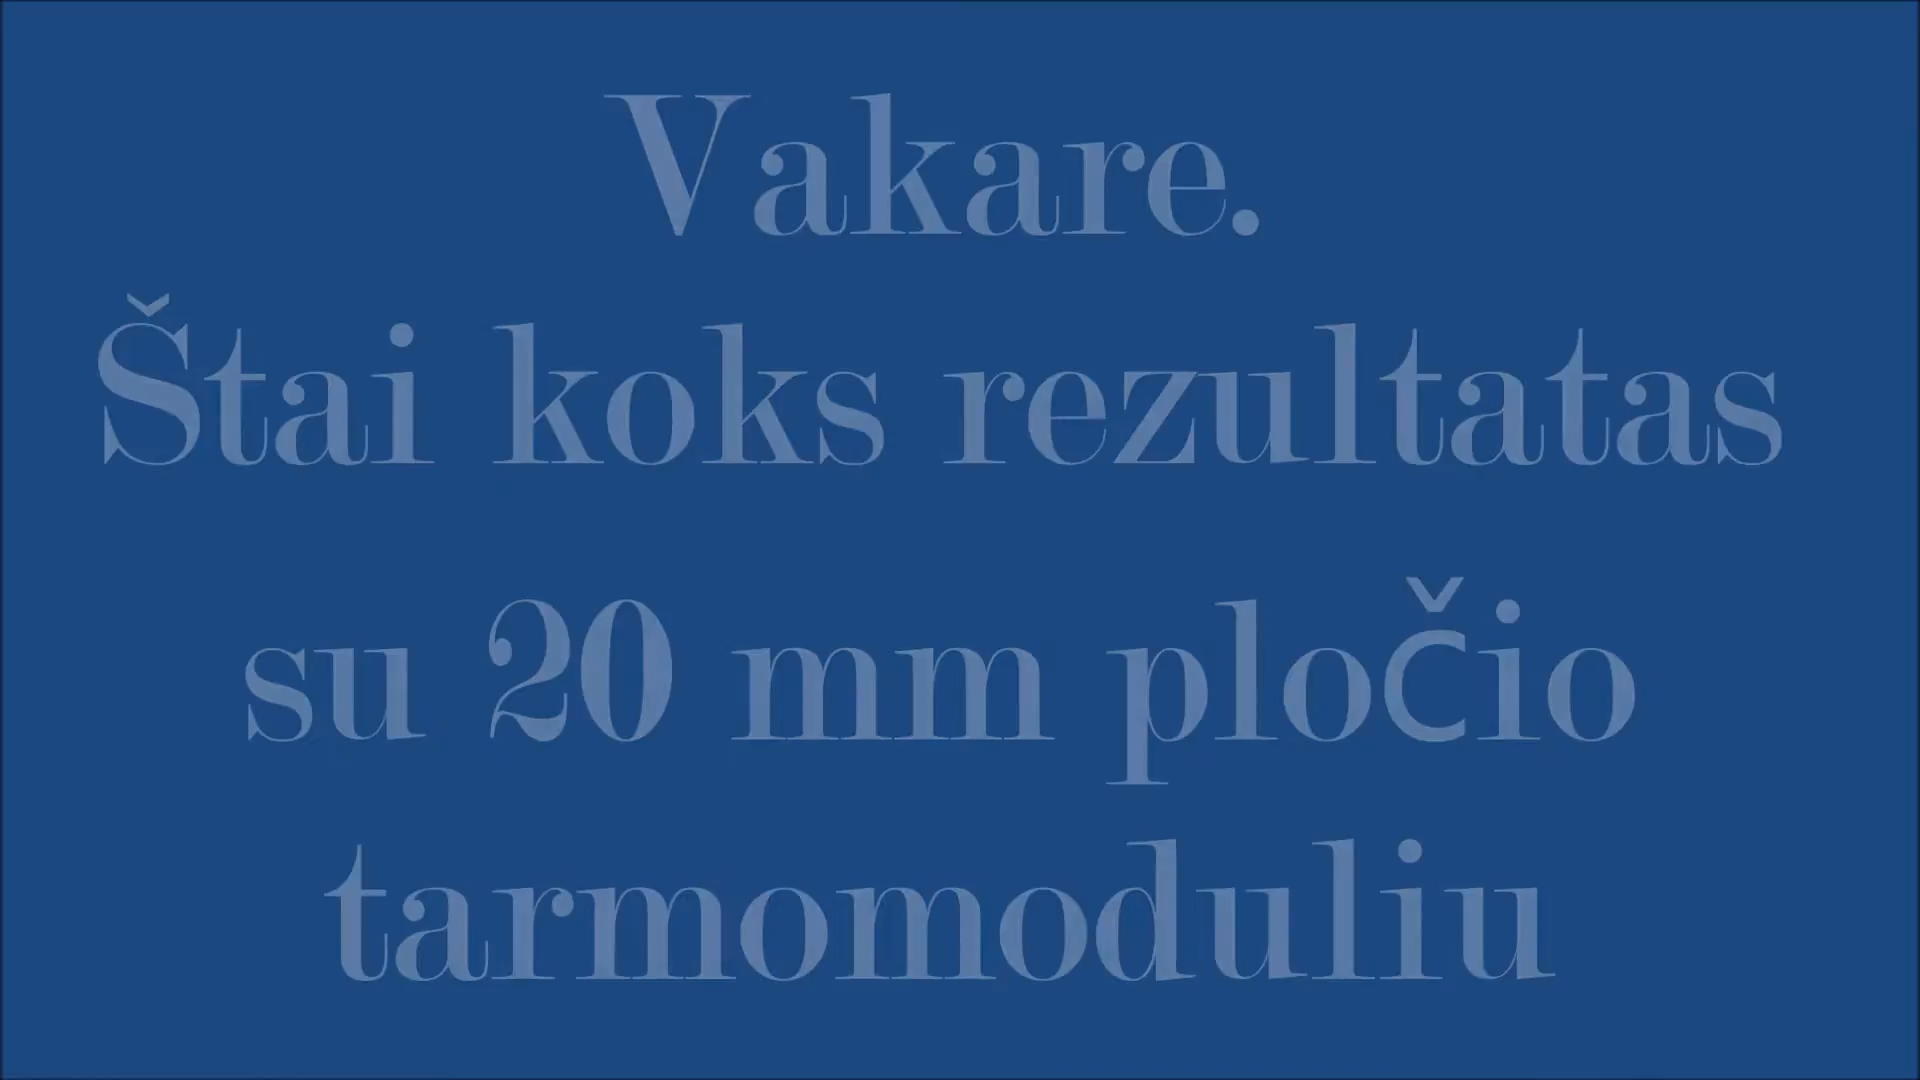 Vakare.
Štai koks rezultatas
su 20 mm pločio
tarmomoduliu